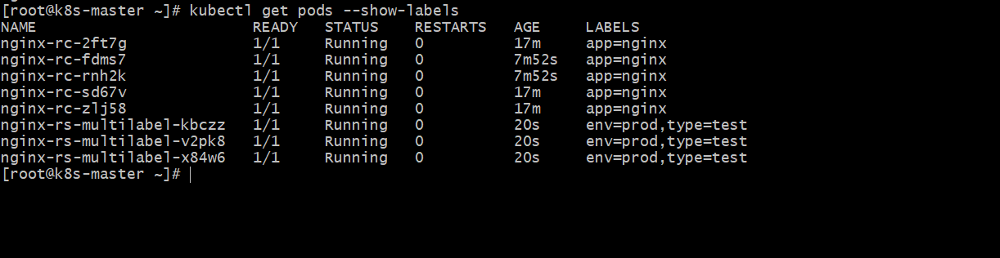 [root@k8s-master ~]# kubectl get pods --show-labels
NAME READY STATUS RESTARTS AGE LABELS
nginx-rc-2ft7g 1/1 Running 0 17m app=nginx
nginx-rc-fdms7 1/1 Running 0 7m52s app=nginx
nginx-rc-rnh2k 1/1 Running 0 7m52s app=nginx
nginx-rc-sd67v 1/1 Running 0 17m app=nginx
nginx-rc-zlj58 1/1 Running 0 17m app=nginx
nginx-rs-multilabel-kbczz 1/1 Running 0 20s env=prod,type=test
nginx-rs-multilabel-v2pk8 1/1 Running 0 20s env=prod,type=test
nginx-rs-multilabel-x84w6 1/1 Running 0 20s env=prod,type=test
[root@k8s-master ~]#